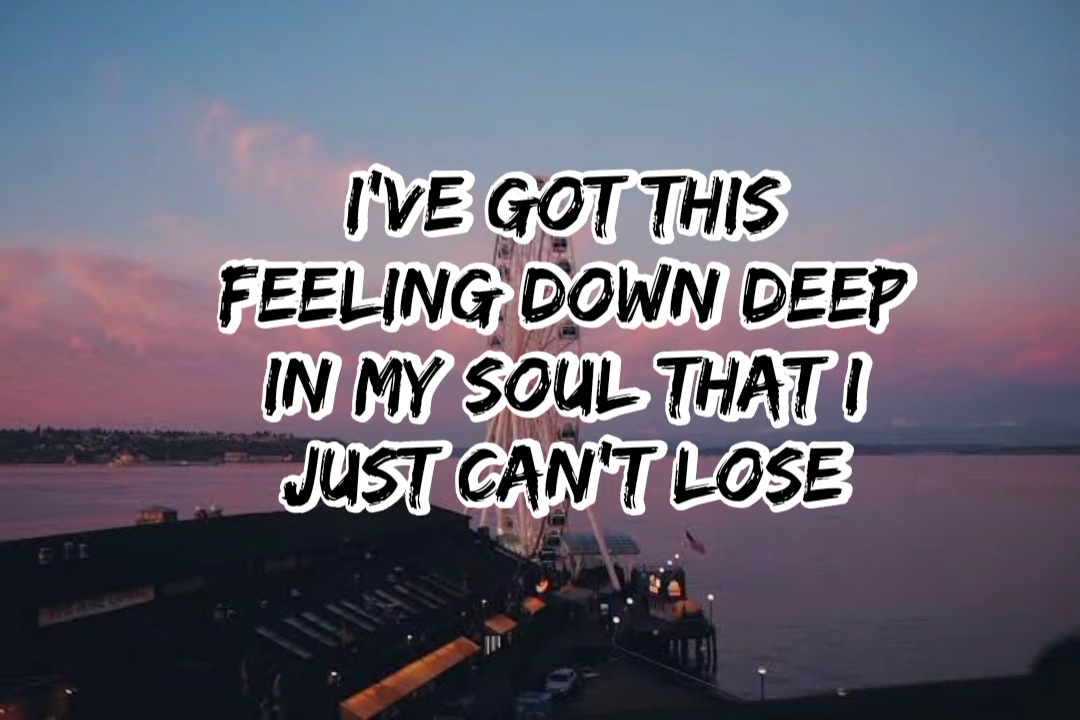 I'VE GOT THIS
FEELING DOWN DEEP
IN MY SOUL THAT I
JUST CAN'T LOSE